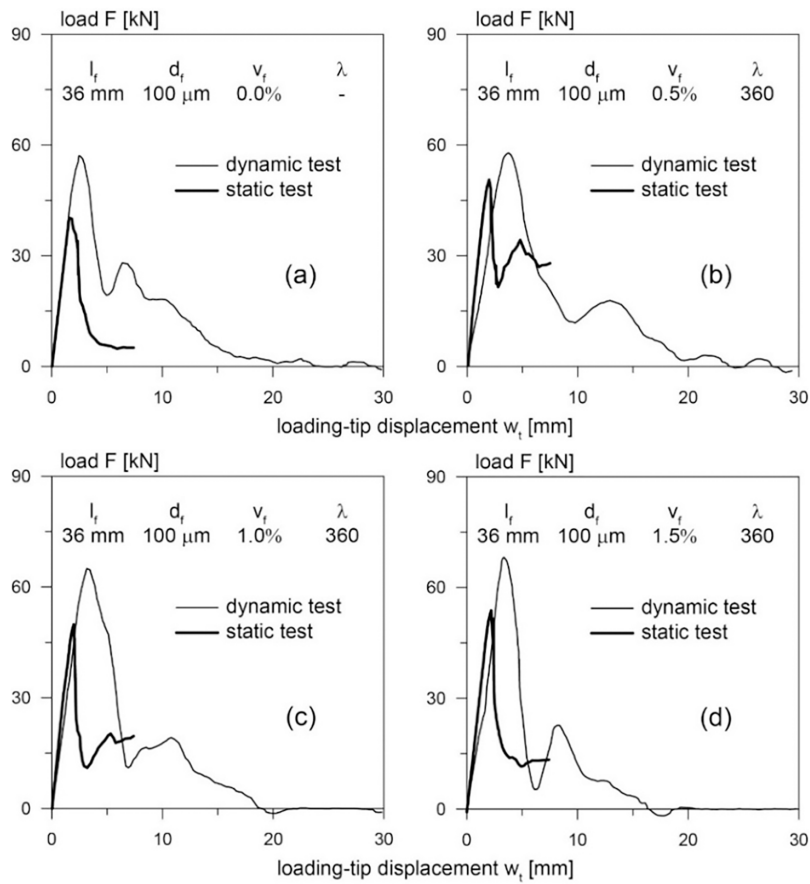 load F [kN]
90
l_f d_f v_f λ
36 mm 100 μm 0.0% -
60
dynamic test
static test
30
(a)
0
0 10 20 30
load F [kN]
90
l_f d_f v_f λ
36 mm 100 μm 0.5% 360
60
dynamic test
static test
30
(b)
0
0 10 20 30
loading-tip displacement w_t [mm]
load F [kN]
90
l_f d_f v_f λ
36 mm 100 μm 1.0% 360
60
dynamic test
static test
30
(c)
0
0 10 20 30
load F [kN]
90
l_f d_f v_f λ
36 mm 100 μm 1.5% 360
60
dynamic test
static test
30
(d)
0
0 10 20 30
loading-tip displacement w_t [mm]